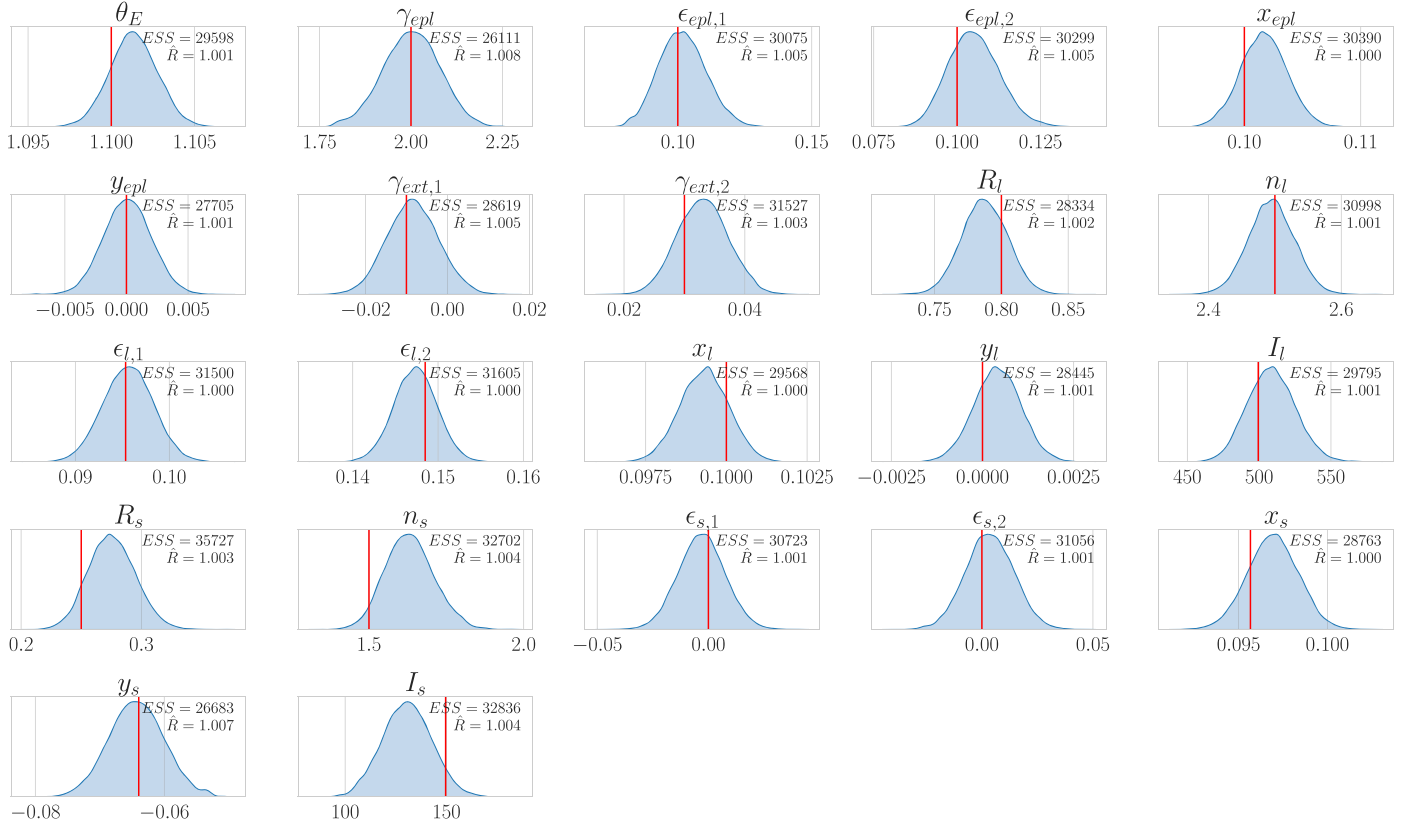 θ_E γ_epl ϵ_epl,1 ϵ_epl,2 x_epl
ESS = 29598 ESS = 26111 ESS = 30075 ESS = 30299 ESS = 30390
R̂ = 1.001 R̂ = 1.008 R̂ = 1.005 R̂ = 1.005 R̂ = 1.000
1.095 1.100 1.105 1.75 2.00 2.25 0.10 0.15 0.075 0.100 0.125 0.10 0.11
y_epl γ_ext,1 γ_ext,2 R_l n_l
ESS = 27705 ESS = 28619 ESS = 31527 ESS = 28334 ESS = 30998
R̂ = 1.001 R̂ = 1.005 R̂ = 1.003 R̂ = 1.002 R̂ = 1.001
−0.005 0.000 0.005 −0.02 0.00 0.02 0.02 0.04 0.75 0.80 0.85 2.4 2.6
ϵ_l,1 ϵ_l,2 x_l y_l I_l
ESS = 31500 ESS = 31605 ESS = 29568 ESS = 28445 ESS = 29795
R̂ = 1.000 R̂ = 1.000 R̂ = 1.000 R̂ = 1.001 R̂ = 1.001
0.09 0.10 0.14 0.15 0.16 0.0975 0.1000 0.1025 −0.0025 0.0000 0.0025 450 500 550
R_s n_s ϵ_s,1 ϵ_s,2 x_s
ESS = 35727 ESS = 32702 ESS = 30723 ESS = 31056 ESS = 28763
R̂ = 1.003 R̂ = 1.004 R̂ = 1.001 R̂ = 1.001 R̂ = 1.000
0.2 0.3 1.5 2.0 −0.05 0.00 0.00 0.05 0.095 0.100
y_s I_s
ESS = 26683 ESS = 32836
R̂ = 1.007 R̂ = 1.004
−0.08 −0.06 100 150